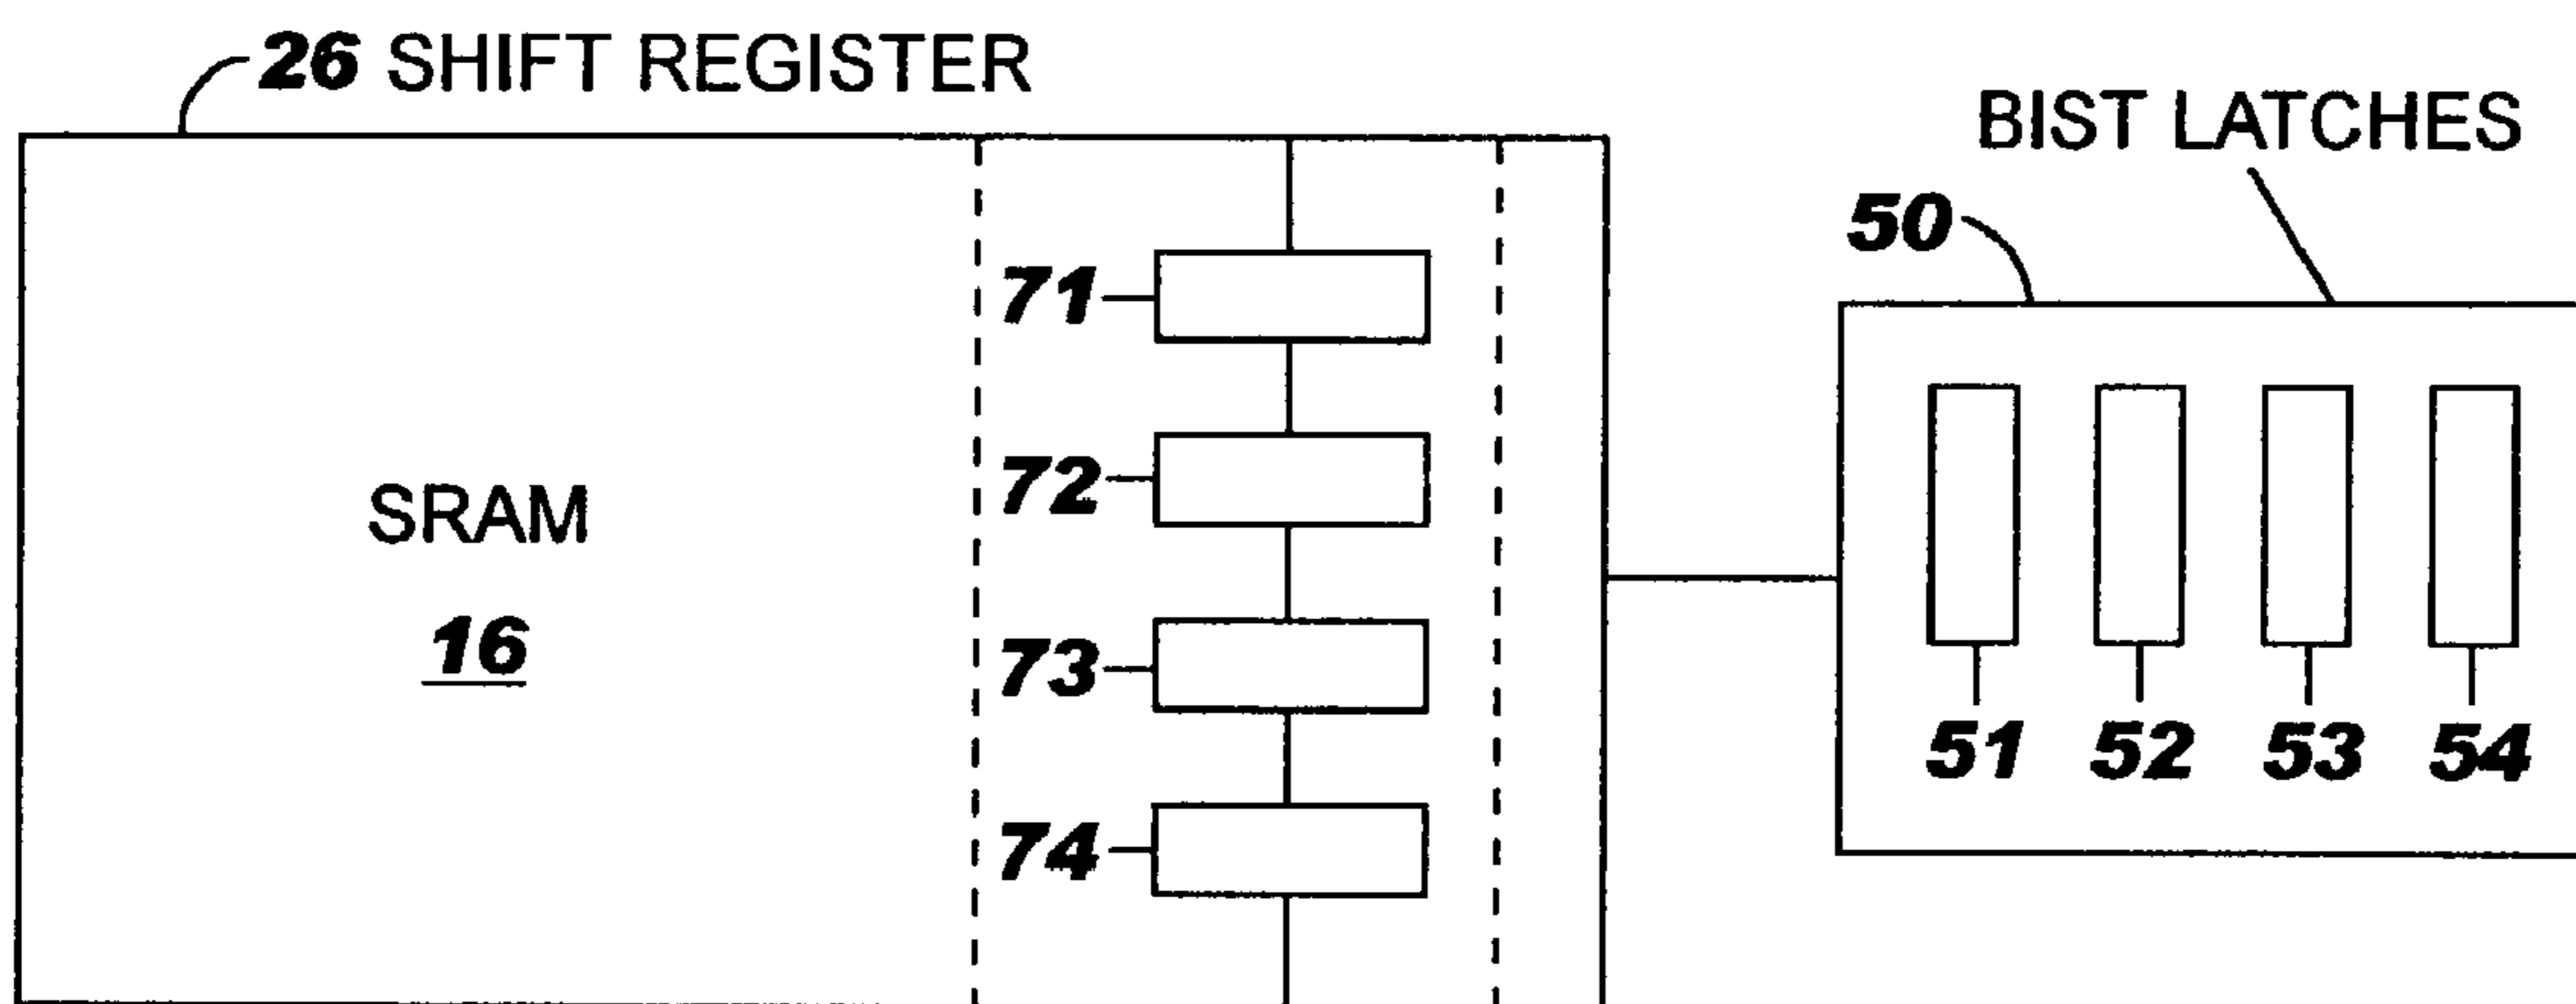 26 SHIFT REGISTER
BIST LATCHES
50
71
72
73
74
SRAM
16
51 52 53 54